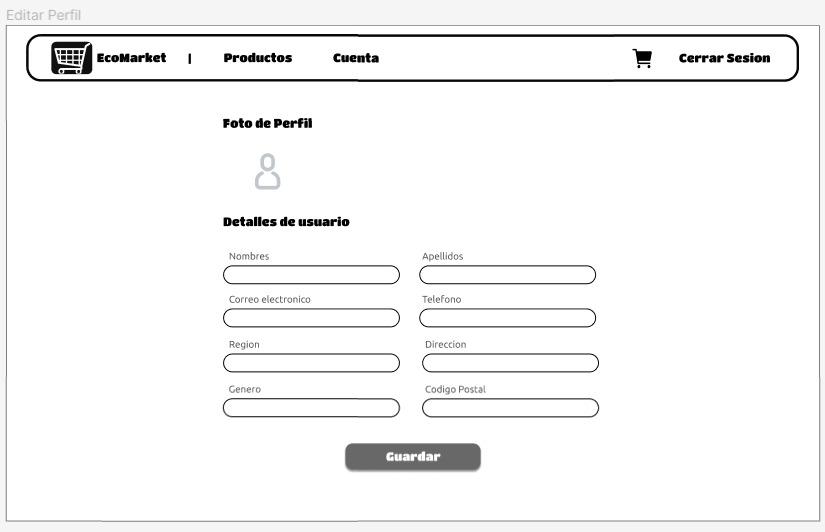 Editar Perfil
EcoMarket | Productos Cuenta Cerrar Sesion
Foto de Perfil
Detalles de usuario
Nombres Apellidos
Correo electronico Telefono
Region Direccion
Genero Codigo Postal
Guardar